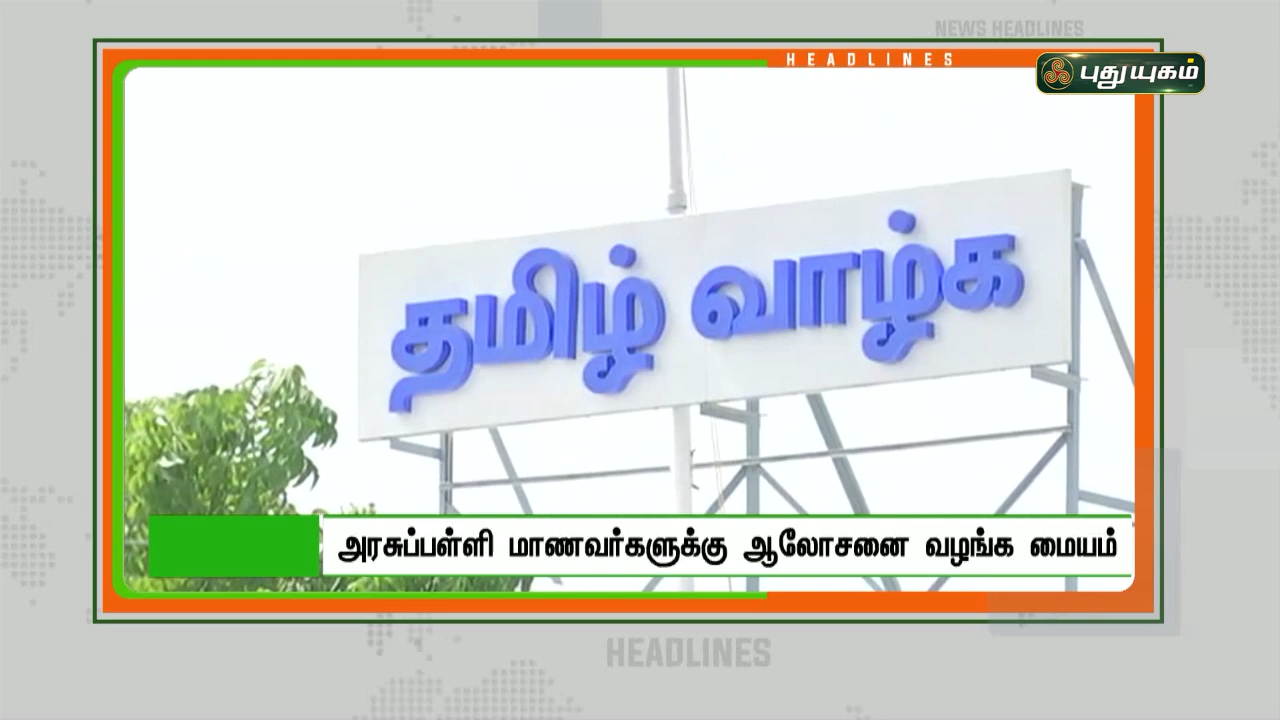 NEWS HEADLINES
HEADLINES
புதுயுகம்
தமிழ் வாழ்க
அரசுப்பள்ளி மாணவர்களுக்கு ஆலோசனை வழங்க மையம்
HEADLINES